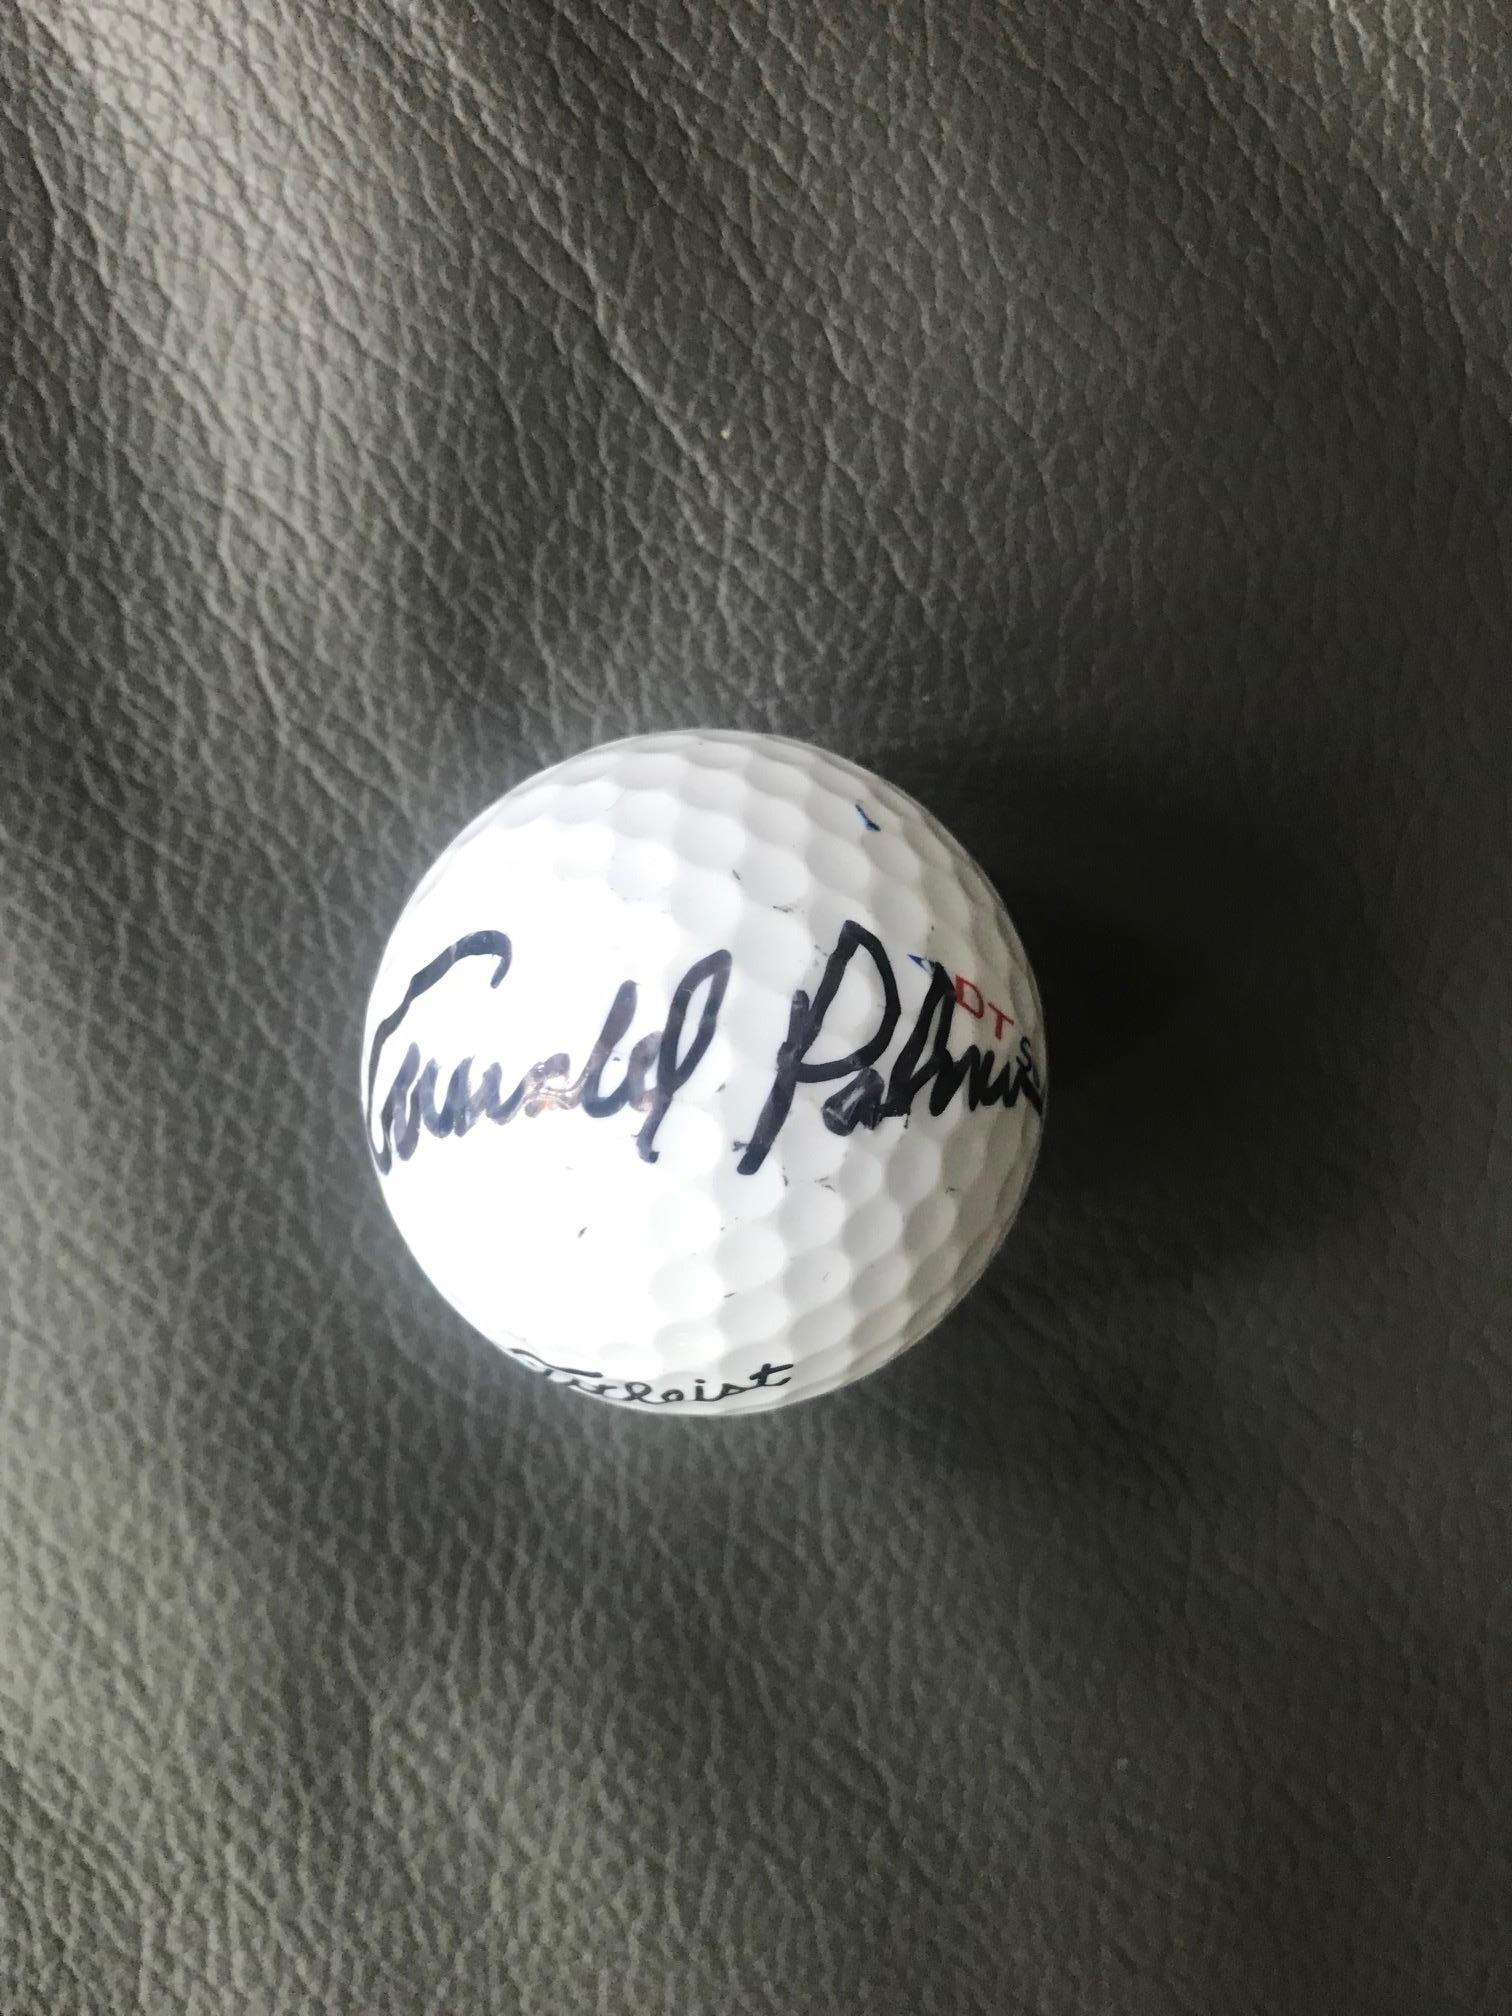 Arnold Palmer
DT
Titleist